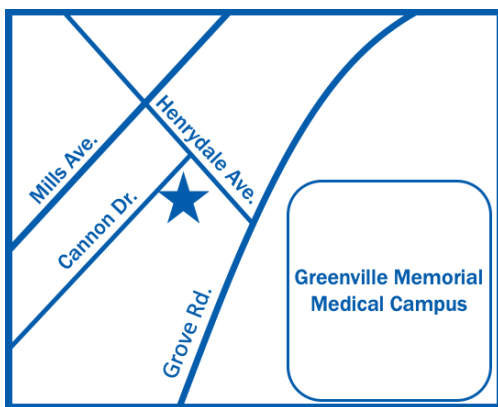 Henrydale Ave.
Mills Ave.
Cannon Dr.
Grove Rd.
Greenville Memorial
Medical Campus